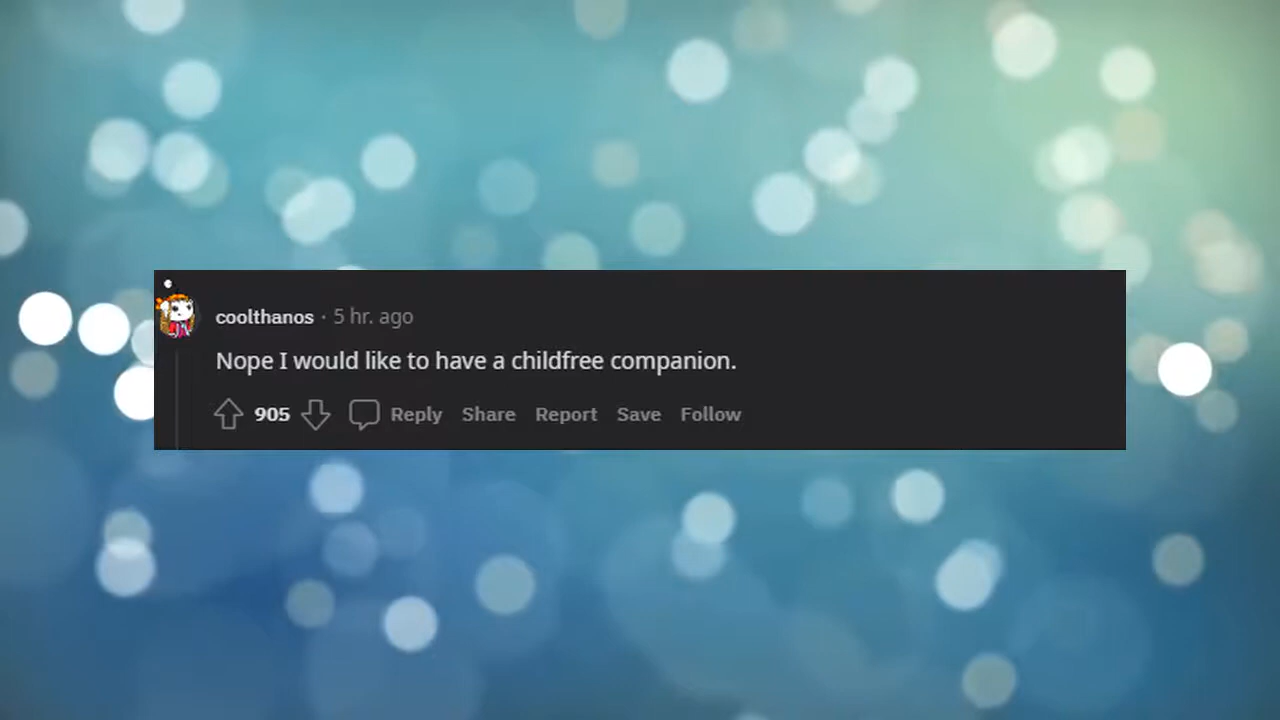 coolthanos · 5 hr. ago
Nope I would like to have a childfree companion.
905 Reply Share Report Save Follow